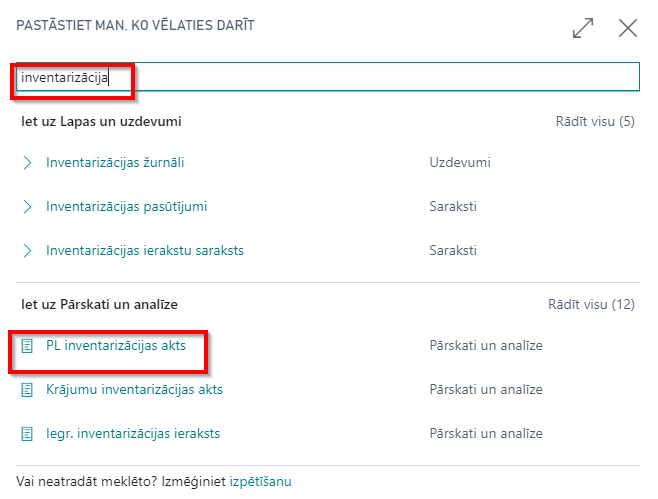 PASTĀSTIET MAN, KO VĒLATIES DARĪT
inventarizācija
Iet uz Lapas un uzdevumi Rādīt visu (5)
Inventarizācijas žurnāli Uzdevumi
Inventarizācijas pasūtījumi Saraksti
Inventarizācijas ierakstu saraksts Saraksti
Iet uz Pārskati un analīze Rādīt visu (12)
PL inventarizācijas akts Pārskati un analīze
Krājumu inventarizācijas akts Pārskati un analīze
Iegr. inventarizācijas ieraksts Pārskati un analīze
Vai neatradāt meklēto? Izmēģiniet izpētīšanu